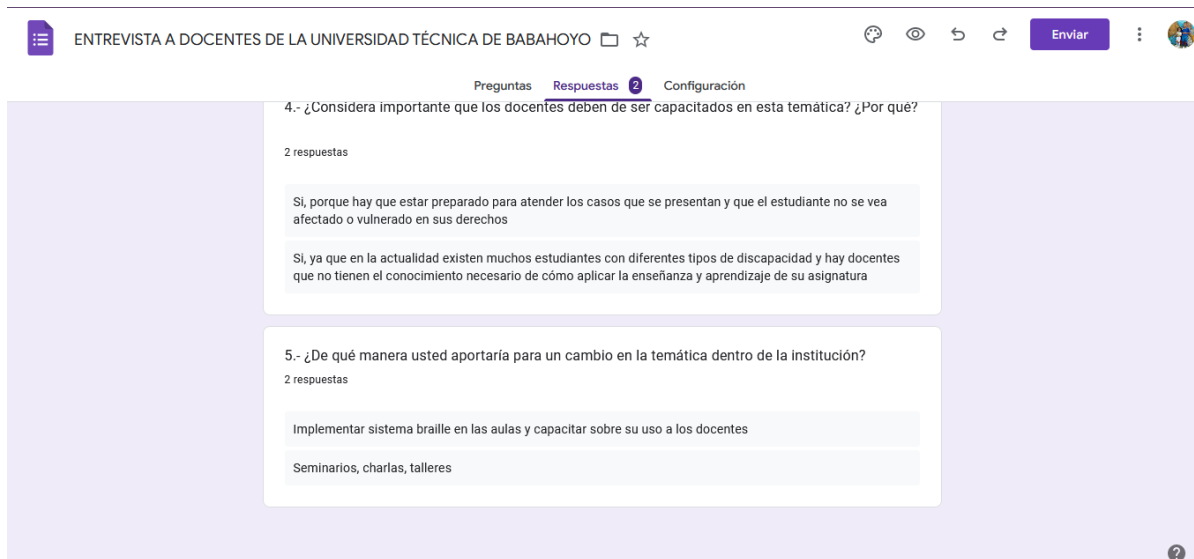 ENTREVISTA A DOCENTES DE LA UNIVERSIDAD TÉCNICA DE BABAHOYO
Enviar
Preguntas Respuestas 2 Configuración
4.- ¿Considera importante que los docentes deben de ser capacitados en esta temática? ¿Por qué?
2 respuestas
Si, porque hay que estar preparado para atender los casos que se presentan y que el estudiante no se vea
afectado o vulnerado en sus derechos
Si, ya que en la actualidad existen muchos estudiantes con diferentes tipos de discapacidad y hay docentes
que no tienen el conocimiento necesario de cómo aplicar la enseñanza y aprendizaje de su asignatura
5.- ¿De qué manera usted aportaría para un cambio en la temática dentro de la institución?
2 respuestas
Implementar sistema braille en las aulas y capacitar sobre su uso a los docentes
Seminarios, charlas, talleres